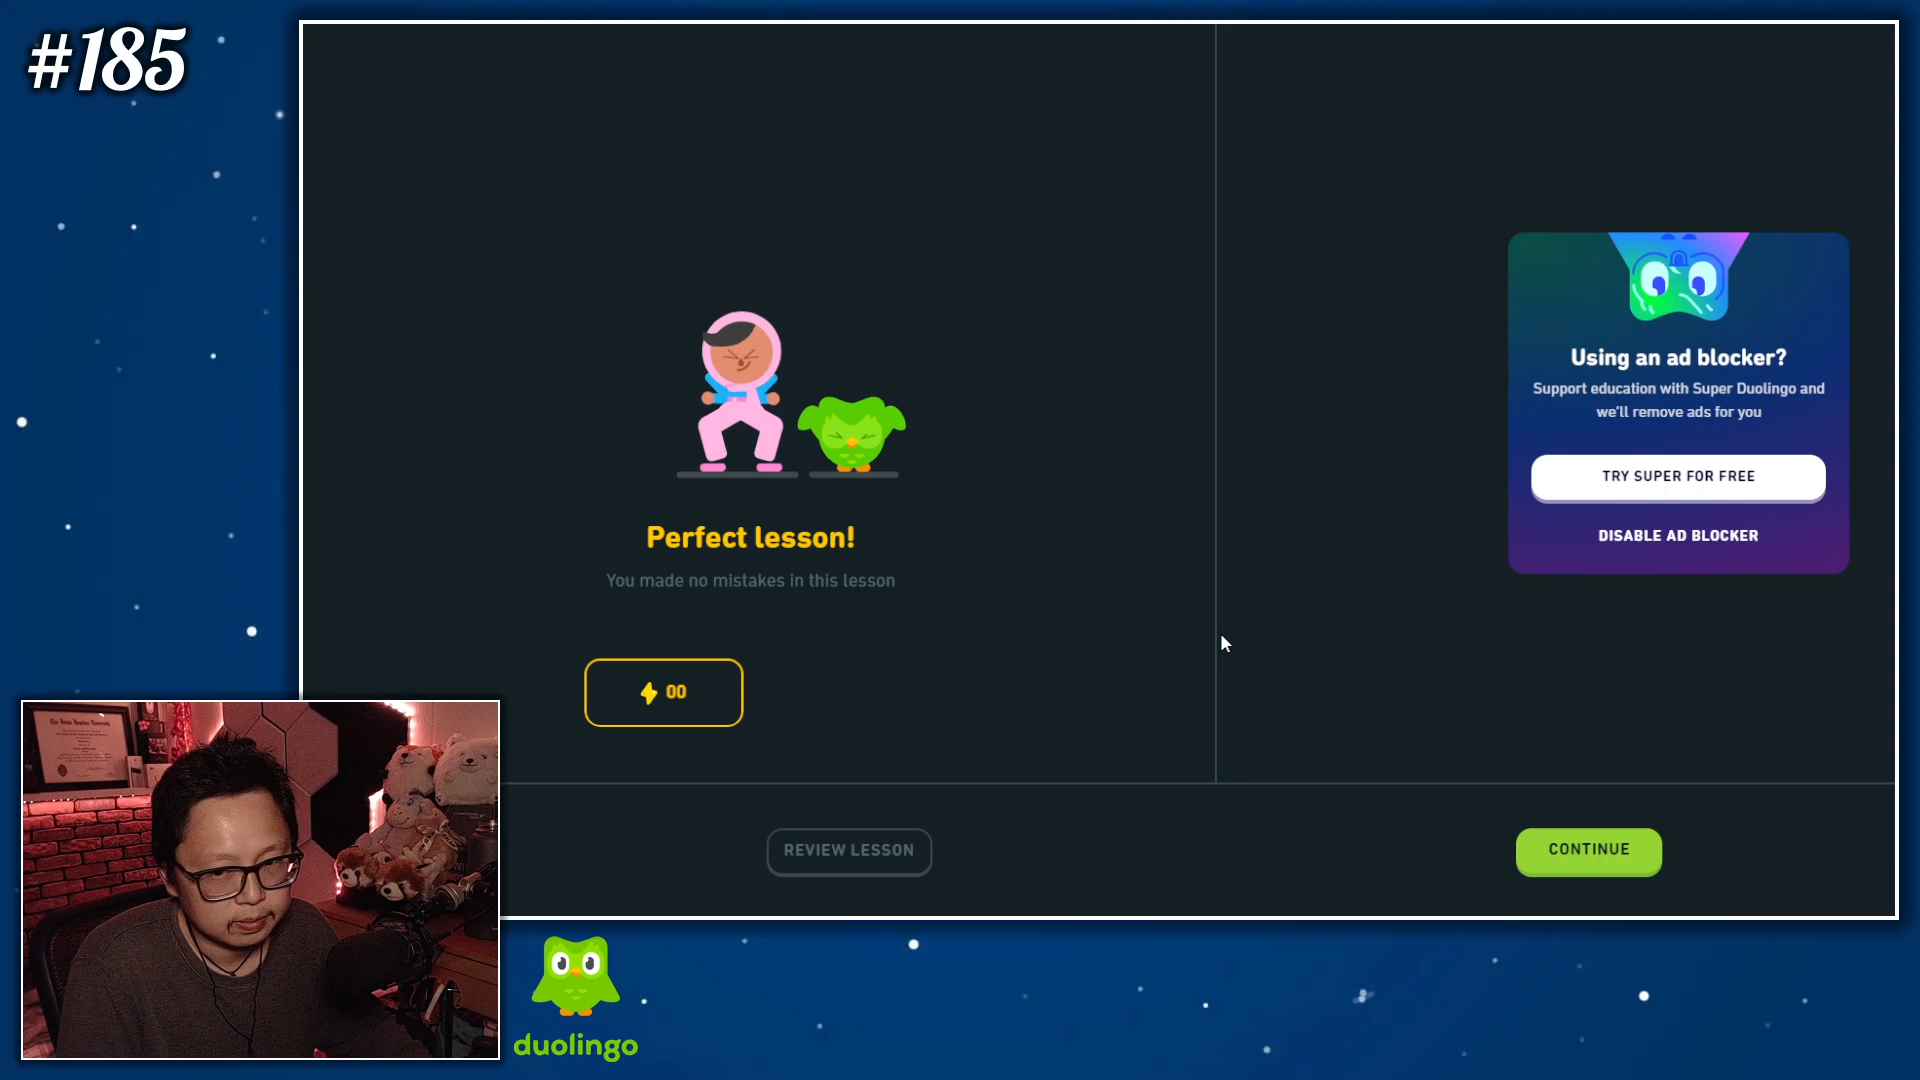 #185
Perfect lesson!
You made no mistakes in this lesson
00
Using an ad blocker?
Support education with Super Duolingo and
we'll remove ads for you
TRY SUPER FOR FREE
DISABLE AD BLOCKER
REVIEW LESSON
CONTINUE
duolingo